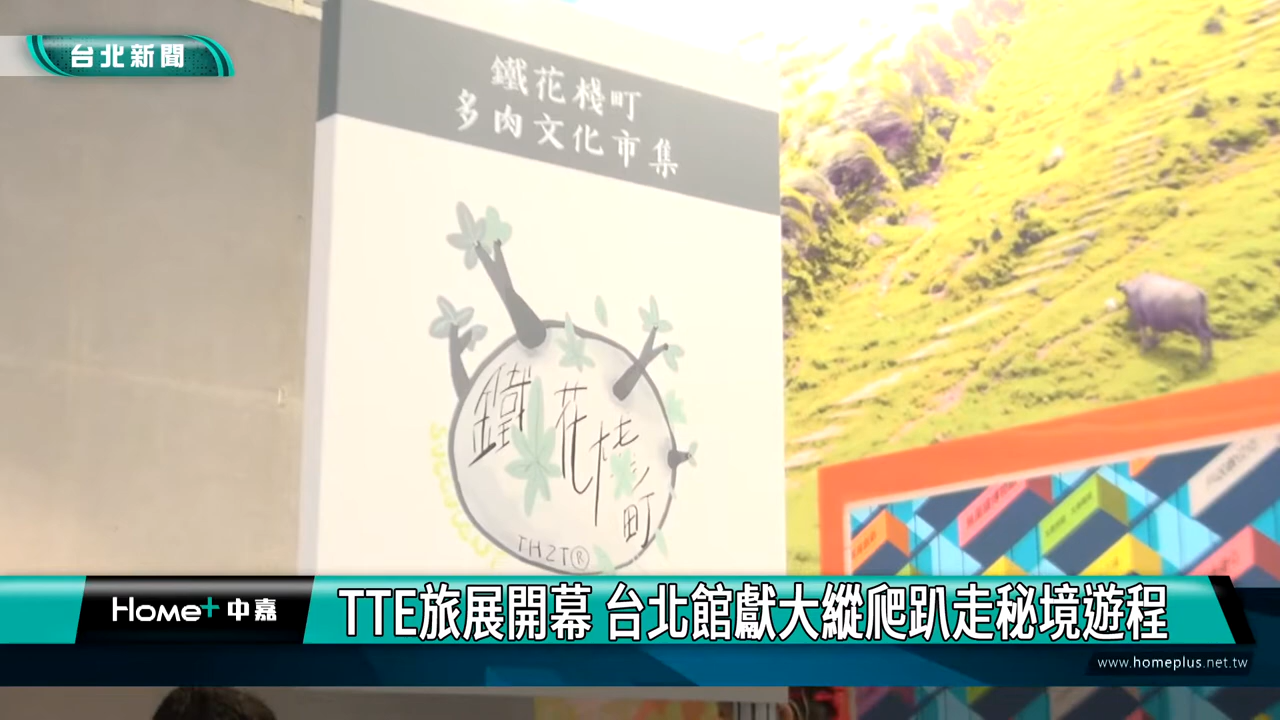 台北新聞
鐵花棧町
多肉文化市集
鐵花棧町
THZT®
Home+ 中嘉
TTE旅展開幕 台北館獻大縱爬趴走秘境遊程
www.homeplus.net.tw